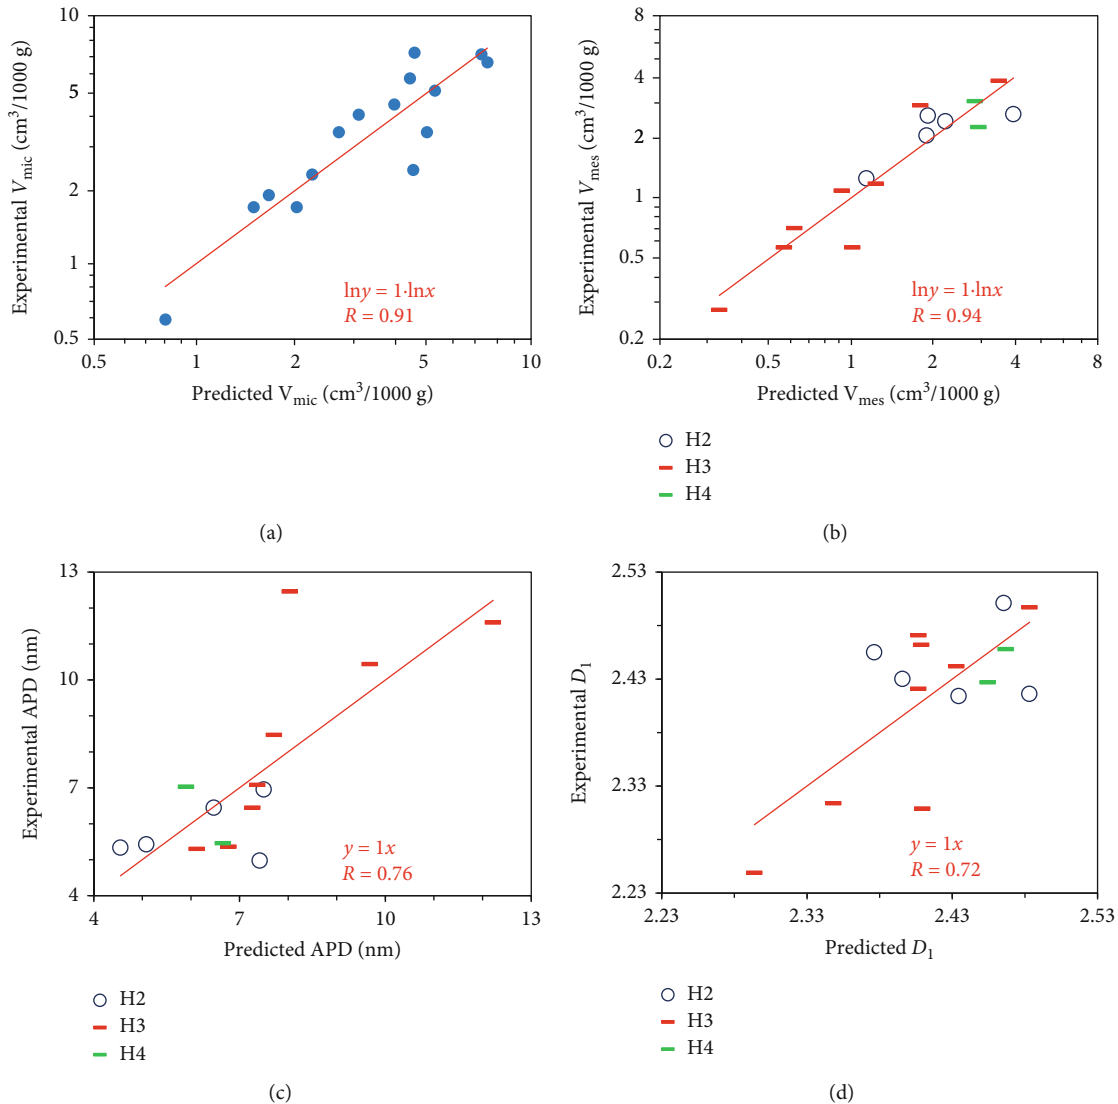 10
5
2
1
0.5
Experimental V_mic (cm³/1000 g)
0.5 1 2 5 10
Predicted V_mic (cm³/1000 g)
lny = 1·lnx
R = 0.91
(a)
8
4
2
1
0.5
0.2
Experimental V_mes (cm³/1000 g)
0.2 0.5 1 2 4 8
Predicted V_mes (cm³/1000 g)
lny = 1·lnx
R = 0.94
H2
H3
H4
(b)
13
10
7
4
Experimental APD (nm)
4 7 10 13
Predicted APD (nm)
y = 1x
R = 0.76
H2
H3
H4
(c)
2.53
2.43
2.33
2.23
Experimental D₁
2.23 2.33 2.43 2.53
Predicted D₁
y = 1x
R = 0.72
H2
H3
H4
(d)